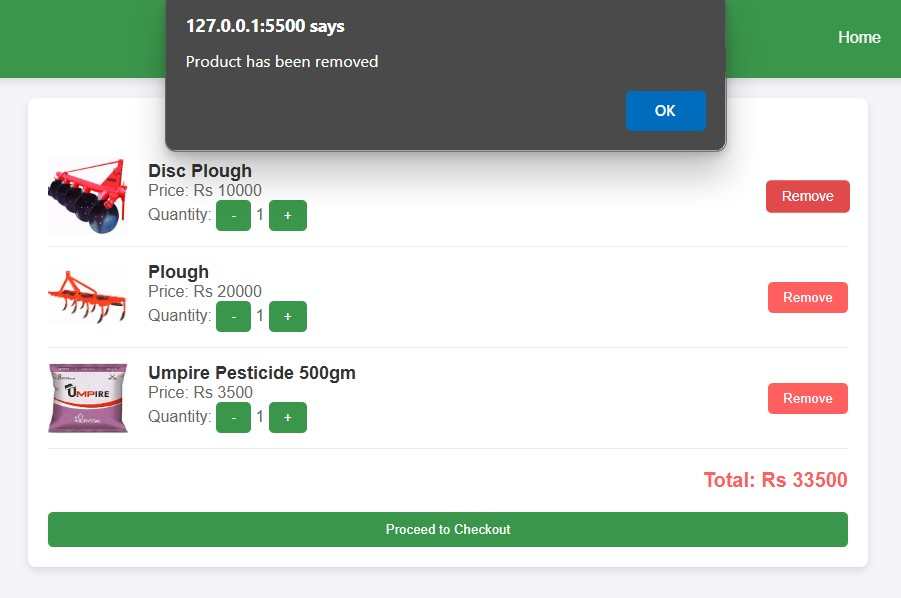 127.0.0.1:5500 says
Product has been removed
OK
Home
Disc Plough
Price: Rs 10000
Quantity: - 1 +
Remove
Plough
Price: Rs 20000
Quantity: - 1 +
Remove
Umpire Pesticide 500gm
Price: Rs 3500
Quantity: - 1 +
Remove
UMPIRE
Total: Rs 33500
Proceed to Checkout